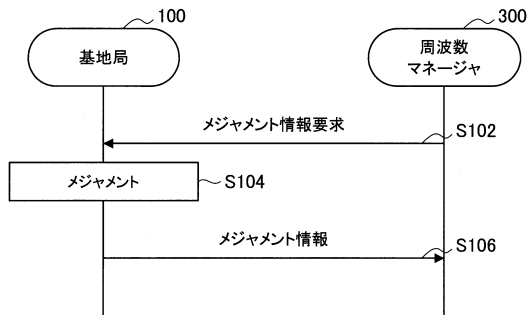 100
300
基地局
周波数
マネージャ
メジャメント情報要求
S102
メジャメント
S104
メジャメント情報
S106